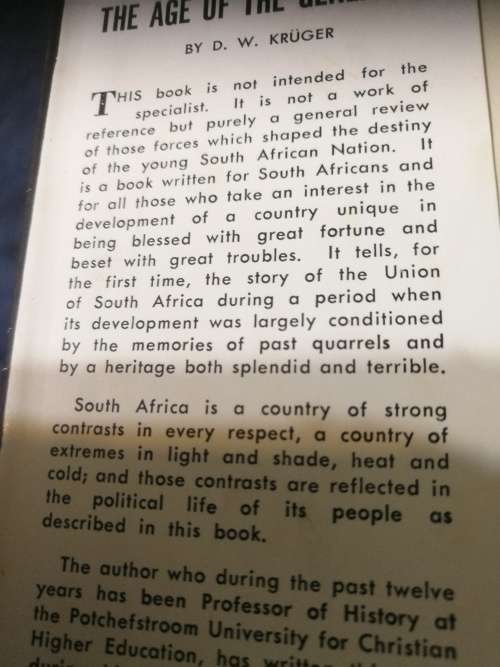 THE AGE OF THE
BY D. W. KRÜGER
THIS book is not intended for the
specialist. It is not a work of
reference but purely a general review
of those forces which shaped the destiny
of the young South African Nation. It
is a book written for South Africans and
for all those who take an interest in the
development of a country unique in
being blessed with great fortune and
beset with great troubles. It tells, for
the first time, the story of the Union
of South Africa during a period when
its development was largely conditioned
by the memories of past quarrels and
by a heritage both splendid and terrible.
South Africa is a country of strong
contrasts in every respect, a country of
extremes in light and shade, heat and
cold; and those contrasts are reflected in
the political life of its people as
described in this book.
The author who during the past twelve
years has been Professor of History at
the Potchefstroom University for Christian
Higher Education, has